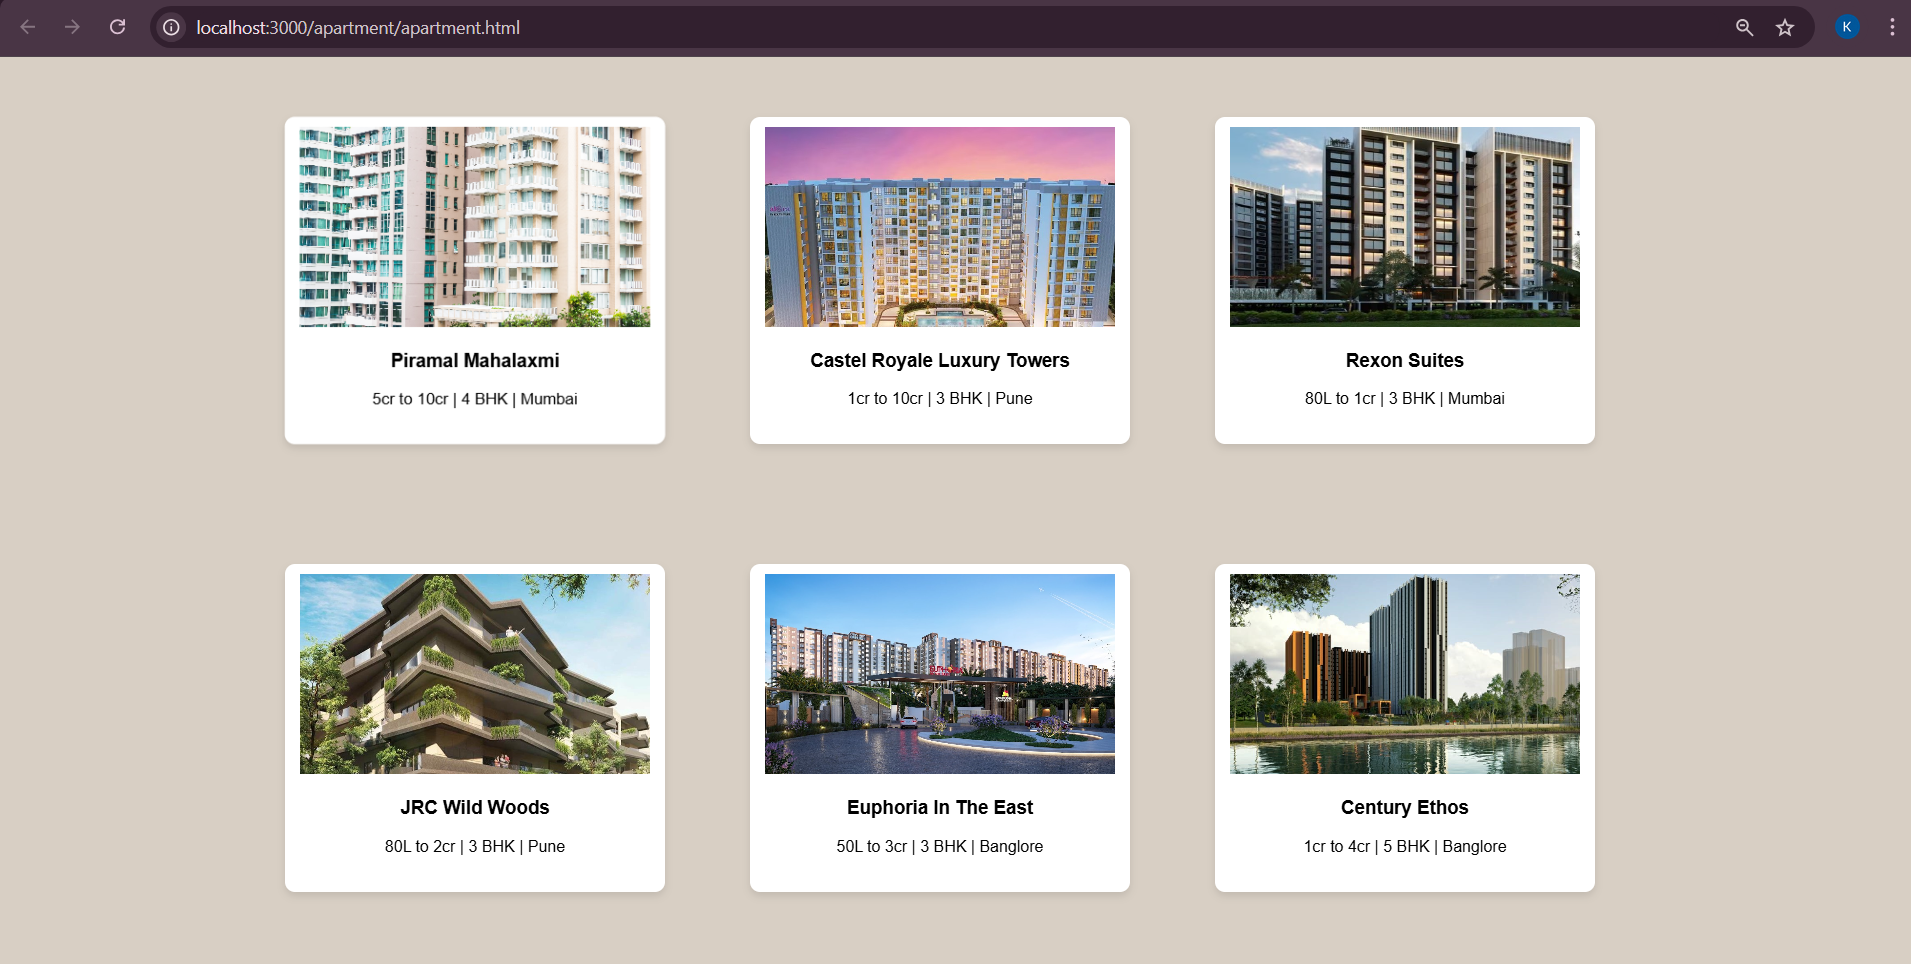 localhost:3000/apartment/apartment.html
K
Piramal Mahalaxmi
5cr to 10cr | 4 BHK | Mumbai
Castel Royale Luxury Towers
1cr to 10cr | 3 BHK | Pune
Rexon Suites
80L to 1cr | 3 BHK | Mumbai
JRC Wild Woods
80L to 2cr | 3 BHK | Pune
Euphoria In The East
50L to 3cr | 3 BHK | Banglore
Century Ethos
1cr to 4cr | 5 BHK | Banglore